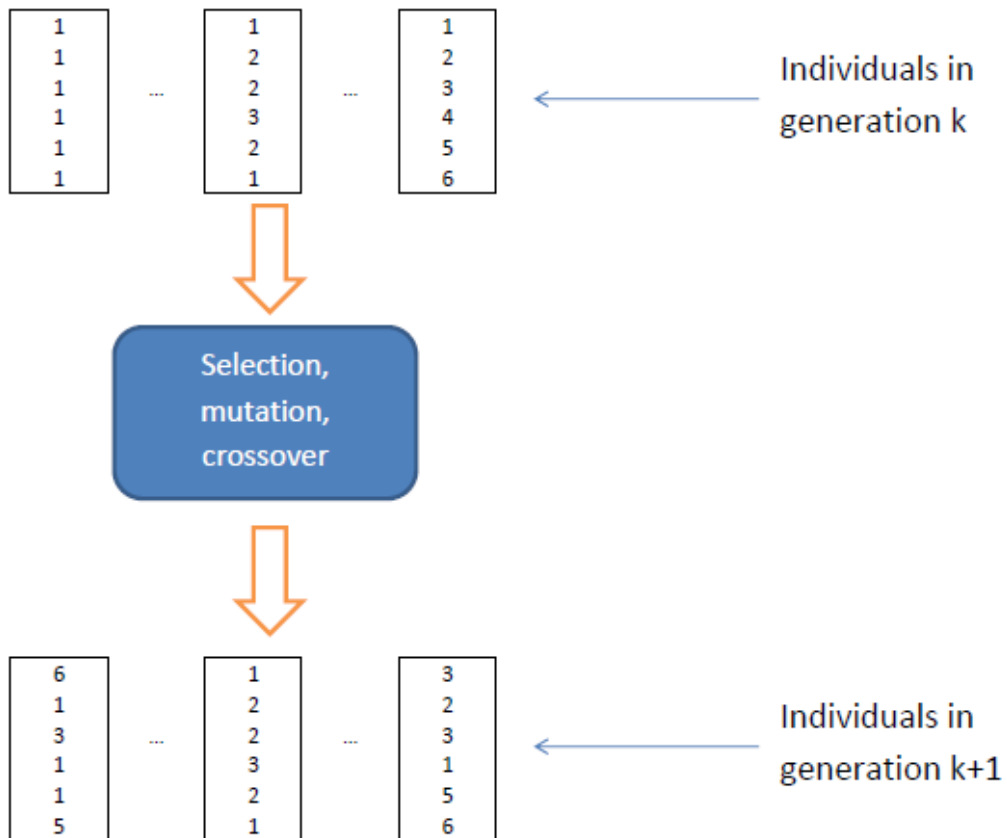 1 1 1
1 2 2
1 ... 2 ... 3
1 3 4
1 2 5
1 1 6
Individuals in
generation k
Selection,
mutation,
crossover
6 1 3
1 2 2
3 ... 2 ... 3
1 3 1
1 2 5
5 1 6
Individuals in
generation k+1